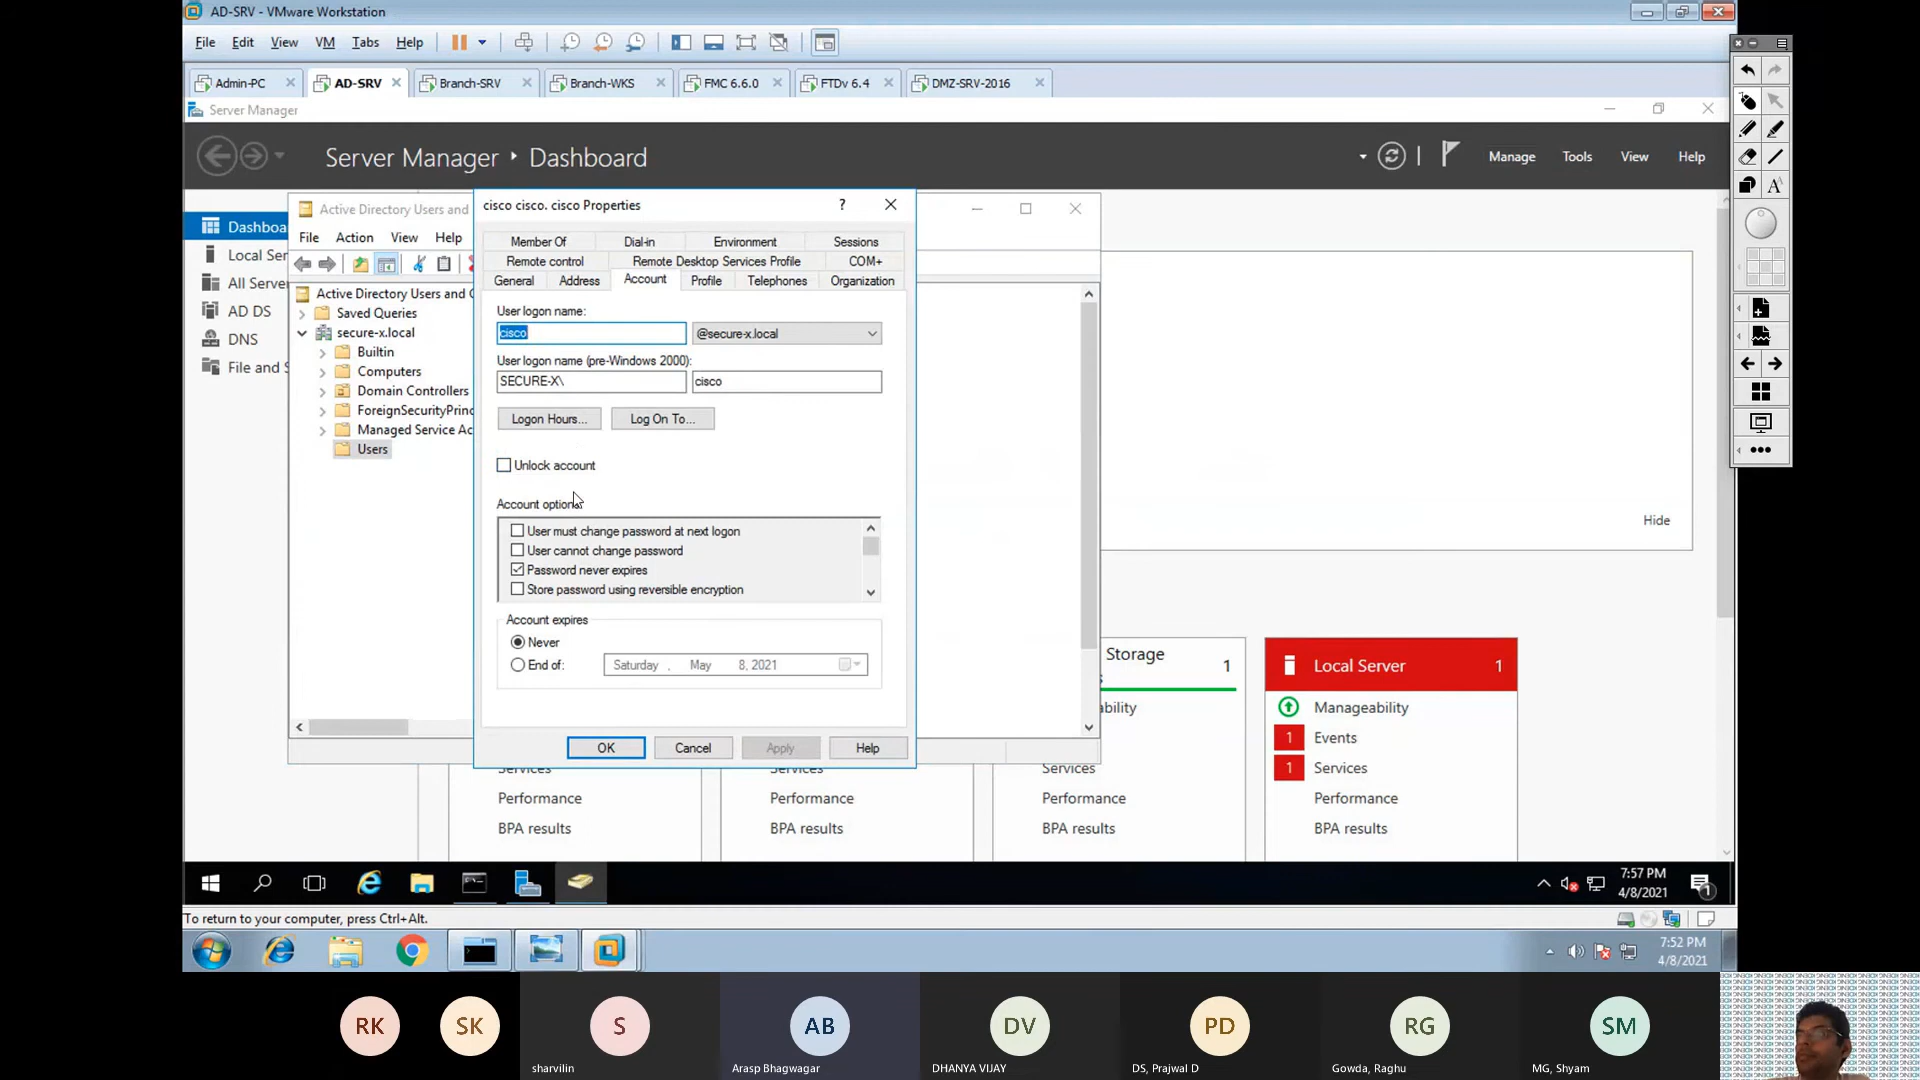 AD-SRV - VMware Workstation
File Edit View VM Tabs Help
Admin-PC AD-SRV Branch-SRV Branch-WKS FMC 6.6.0 FTDv 6.4 DMZ-SRV-2016
Server Manager
Server Manager Dashboard
Manage Tools View Help
Active Directory Users and
File Action View Help
Dashboa
Local Ser
All Server
AD DS
DNS
File and S
Active Directory Users and C
Saved Queries
secure-x.local
Builtin
Computers
Domain Controllers
ForeignSecurityPrinc
Managed Service Ac
Users
cisco cisco. cisco Properties
?
Member Of Dial-in Environment Sessions
Remote control Remote Desktop Services Profile COM+
General Address Account Profile Telephones Organization
User logon name:
cisco @secure-x.local
User logon name (pre-Windows 2000):
SECURE-X\ cisco
Logon Hours... Log On To...
Unlock account
Account options
User must change password at next logon
User cannot change password
Password never expires
Store password using reversible encryption
Account expires
Never
End of: Saturday , May 8, 2021
OK Cancel Apply Help
Hide
Storage 1
Local Server 1
Manageability
1 Events
1 Services
Performance
BPA results
ability
Services Services Services
Performance Performance Performance
BPA results BPA results BPA results
7:57 PM
4/8/2021
1
To return to your computer, press Ctrl+Alt.
7:52 PM
4/8/2021
RK SK S AB DV PD RG SM
sharvilin Arasp Bhagwagar DHANYA VIJAY DS, Prajwal D Gowda, Raghu MG, Shyam